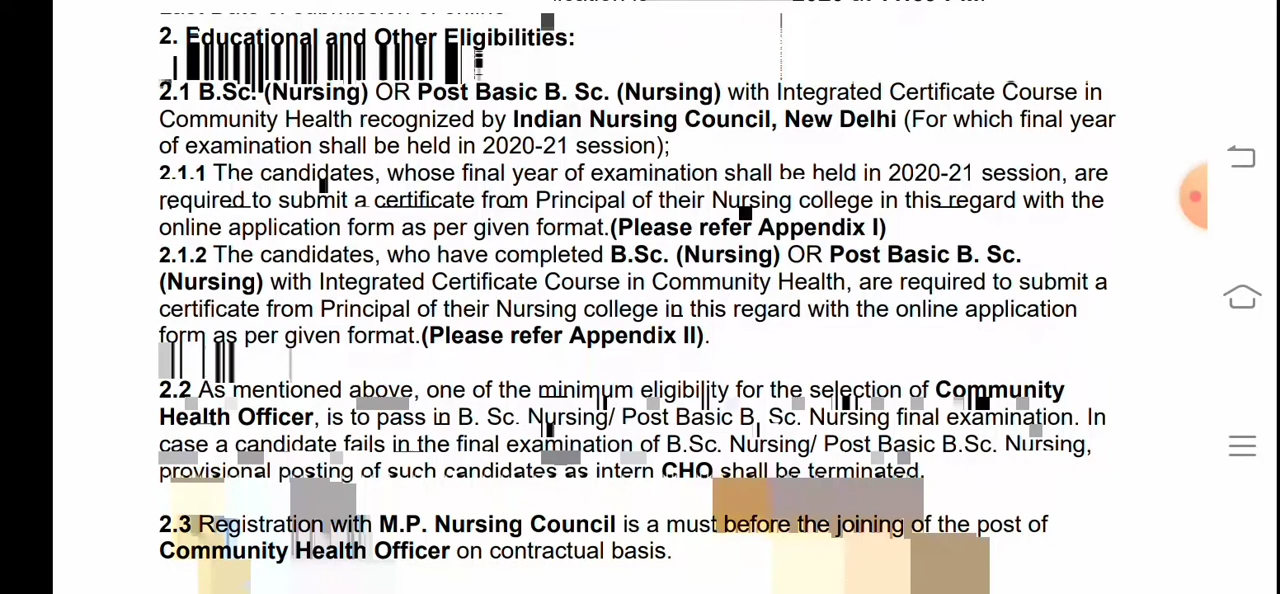 2. Educational and Other Eligibilities:
2.1 B.Sc. (Nursing) OR Post Basic B. Sc. (Nursing) with Integrated Certificate Course in
Community Health recognized by Indian Nursing Council, New Delhi (For which final year
of examination shall be held in 2020-21 session);
2.1.1 The candidates, whose final year of examination shall be held in 2020-21 session, are
required to submit a certificate from Principal of their Nursing college in this regard with the
online application form as per given format.(Please refer Appendix I)
2.1.2 The candidates, who have completed B.Sc. (Nursing) OR Post Basic B. Sc.
(Nursing) with Integrated Certificate Course in Community Health, are required to submit a
certificate from Principal of their Nursing college in this regard with the online application
form as per given format.(Please refer Appendix II).
2.2 As mentioned above, one of the minimum eligibility for the selection of Community
Health Officer, is to pass in B. Sc. Nursing/ Post Basic B. Sc. Nursing final examination. In
case a candidate fails in the final examination of B.Sc. Nursing/ Post Basic B.Sc. Nursing,
provisional posting of such candidates as intern CHO shall be terminated.
2.3 Registration with M.P. Nursing Council is a must before the joining of the post of
Community Health Officer on contractual basis.